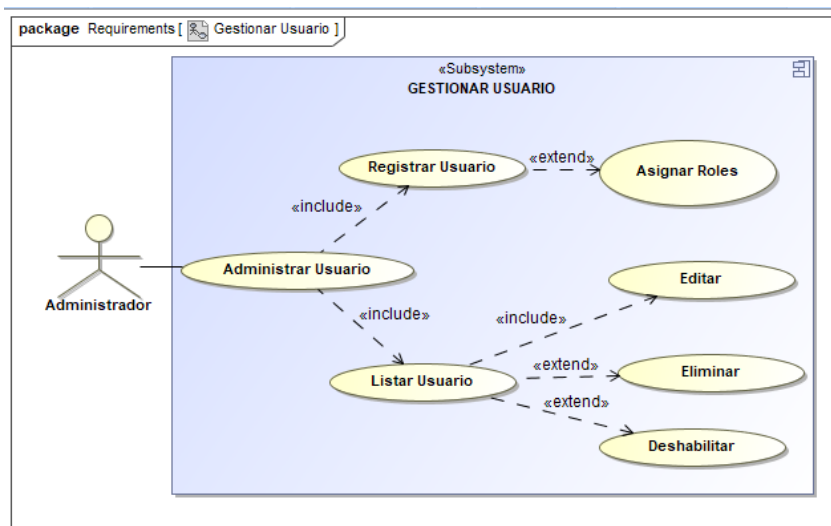 package Requirements [ Gestionar Usuario ]
«Subsystem»
GESTIONAR USUARIO
Registrar Usuario
«extend»
Asignar Roles
«include»
Administrar Usuario
Administrador
Editar
«include»
«include»
Listar Usuario
«extend»
Eliminar
«extend»
Deshabilitar